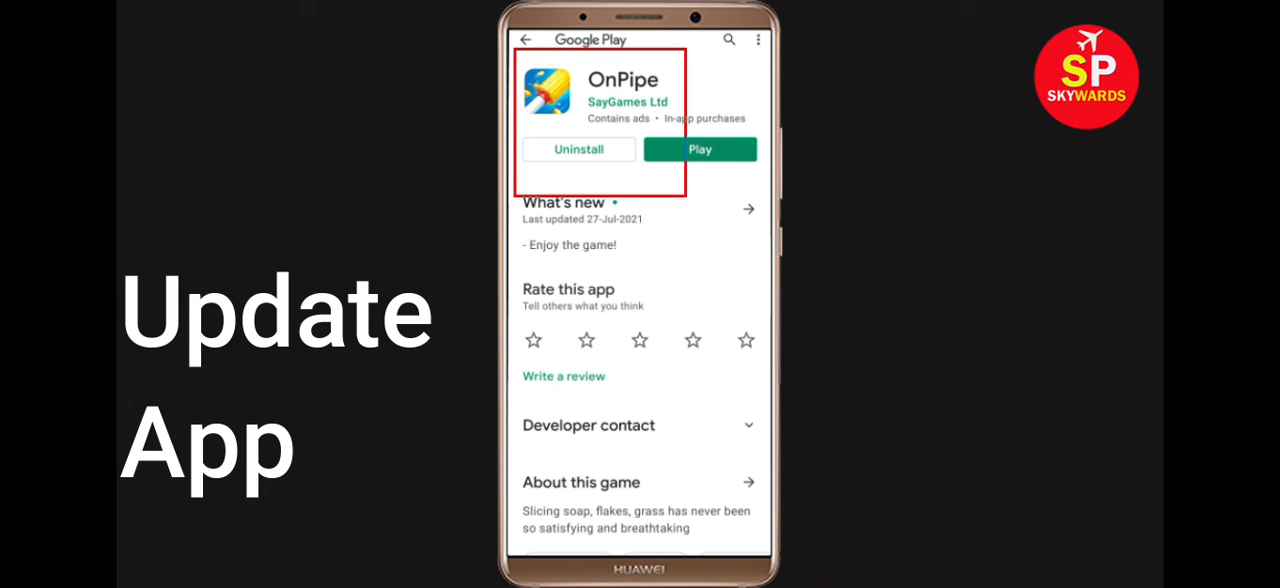 Google Play
OnPipe
SayGames Ltd
Contains ads • In-app purchases
Uninstall
Play
What's new •
Last updated 27-Jul-2021
- Enjoy the game!
Rate this app
Tell others what you think
Write a review
Developer contact
About this game
Slicing soap, flakes, grass has never been
so satisfying and breathtaking
HUAWEI
Update
App
SP
SKYWARDS